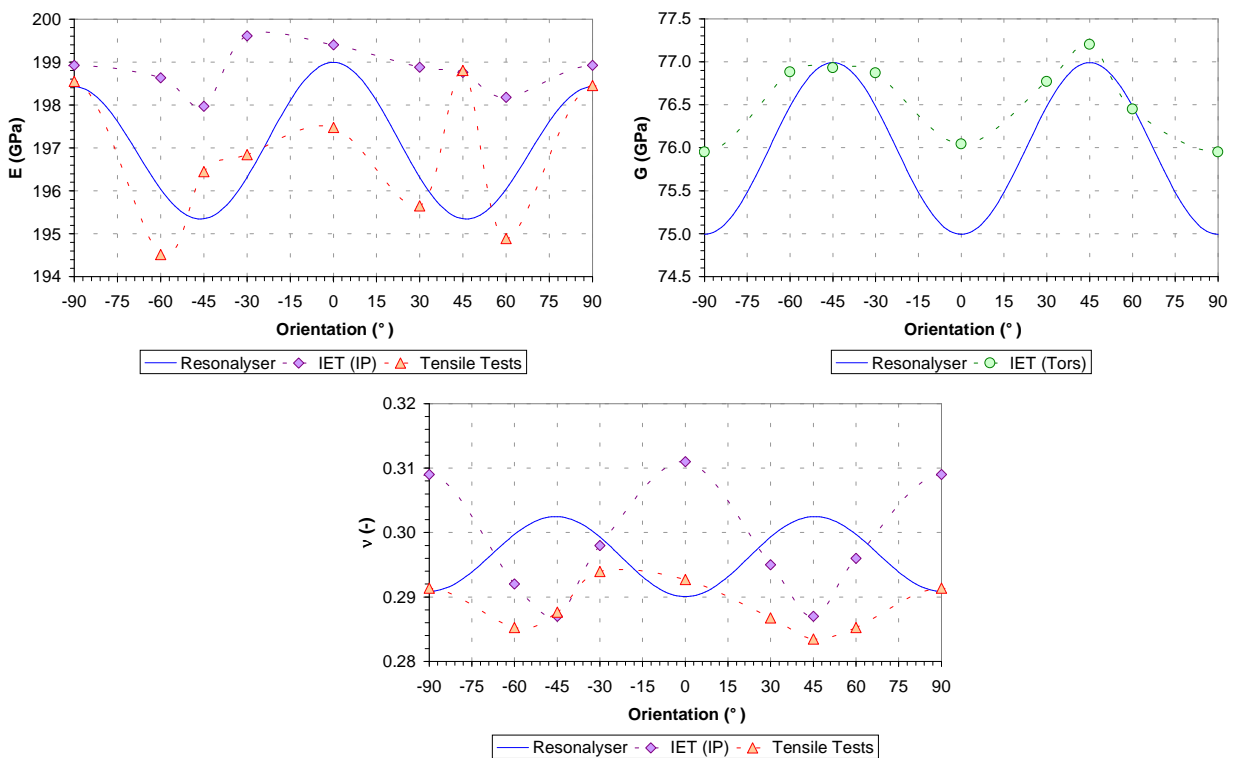 200
199
198
197
196
195
194
E (GPa)
-90 -75 -60 -45 -30 -15 0 15 30 45 60 75 90
Orientation (°)
Resonalyser IET (IP) Tensile Tests
77.5
77.0
76.5
76.0
75.5
75.0
74.5
G (GPa)
-90 -75 -60 -45 -30 -15 0 15 30 45 60 75 90
Orientation (°)
Resonalyser IET (Tors)
0.32
0.31
0.30
0.29
0.28
ν (-)
-90 -75 -60 -45 -30 -15 0 15 30 45 60 75 90
Orientation (°)
Resonalyser IET (IP) Tensile Tests